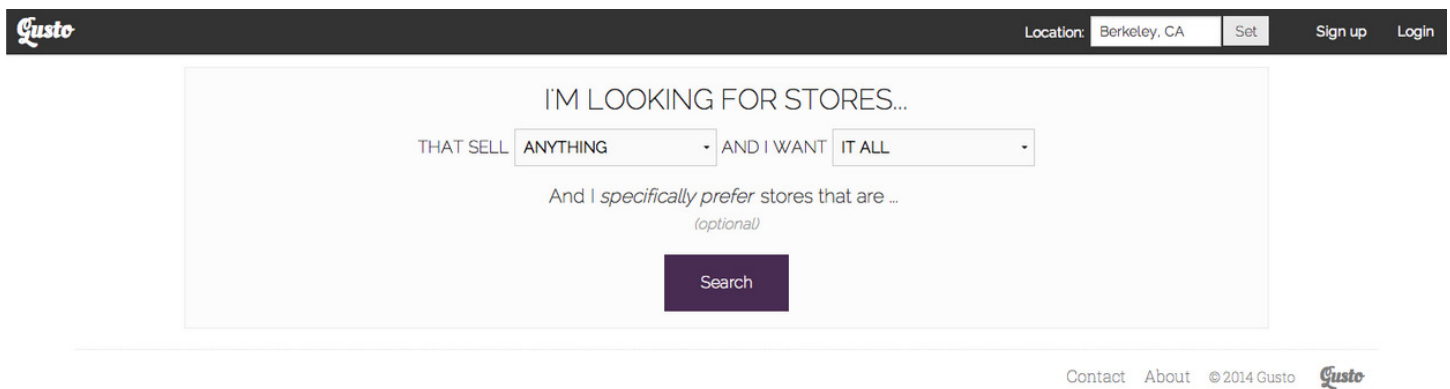 Gusto Location: Berkeley, CA Set Sign up Login
I'M LOOKING FOR STORES...
THAT SELL ANYTHING AND I WANT IT ALL
And I specifically prefer stores that are ...
(optional)
Search
Contact About © 2014 Gusto Gusto